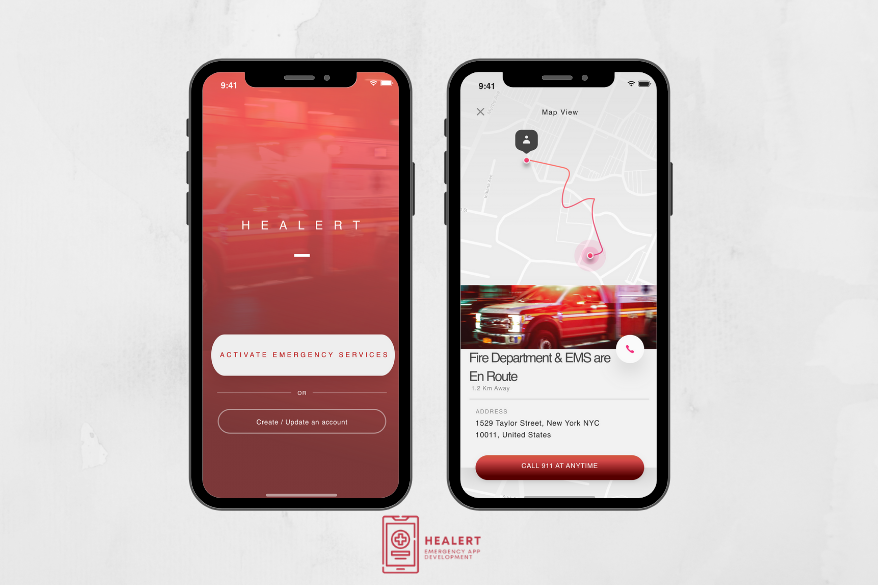 9:41
HEALERT
ACTIVATE EMERGENCY SERVICES
OR
Create / Update an account
9:41
Map View
Fire Department & EMS are
En Route
1.2 Km Away
ADDRESS
1529 Taylor Street, New York NYC
10011, United States
CALL 911 AT ANYTIME
HEALERT
EMERGENCY APP
DEVELOPMENT